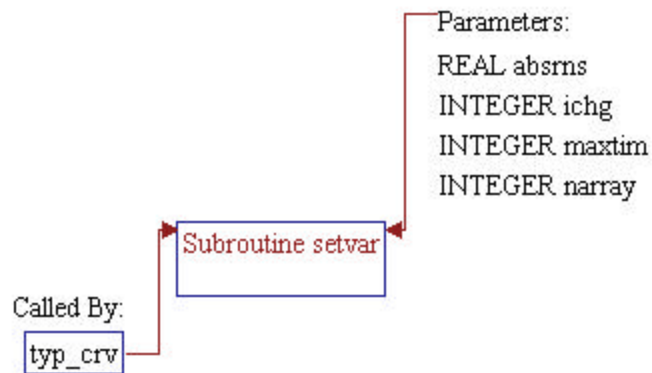 Parameters:
REAL absrns
INTEGER ichg
INTEGER maxtim
INTEGER narray
Subroutine setvar
Called By:
typ_crv